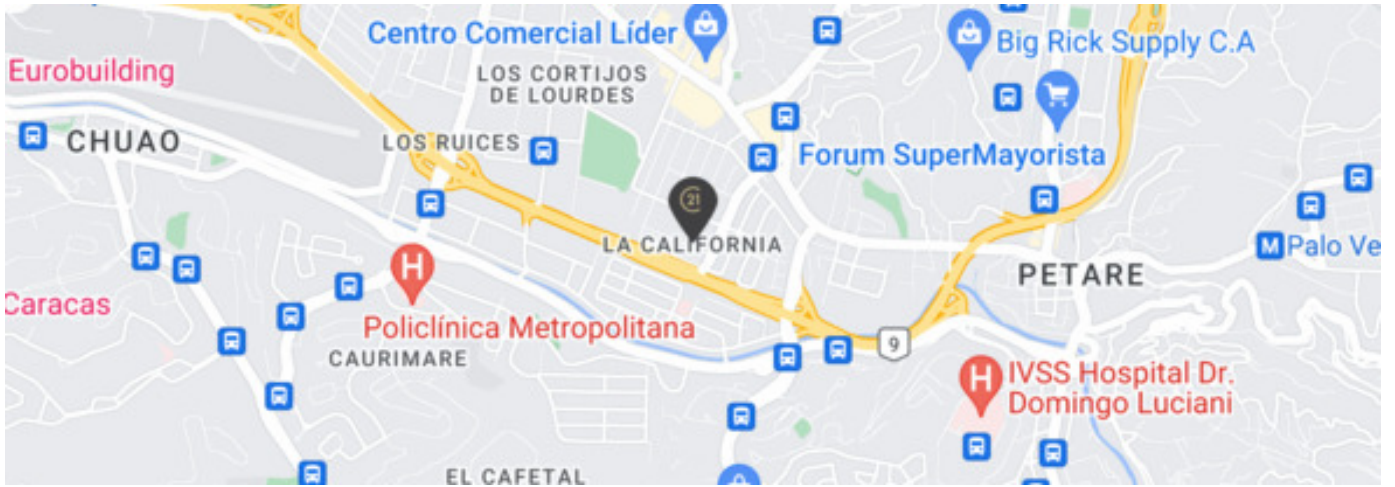 Centro Comercial Líder
Big Rick Supply C.A
Eurobuilding
LOS CORTIJOS
DE LOURDES
CHUAO
LOS RUICES
Forum SuperMayorista
21
LA CALIFORNIA
M Palo Ve
PETARE
Caracas
H
Policlínica Metropolitana
9
CAURIMARE
H
IVSS Hospital Dr.
Domingo Luciani
EL CAFETAL